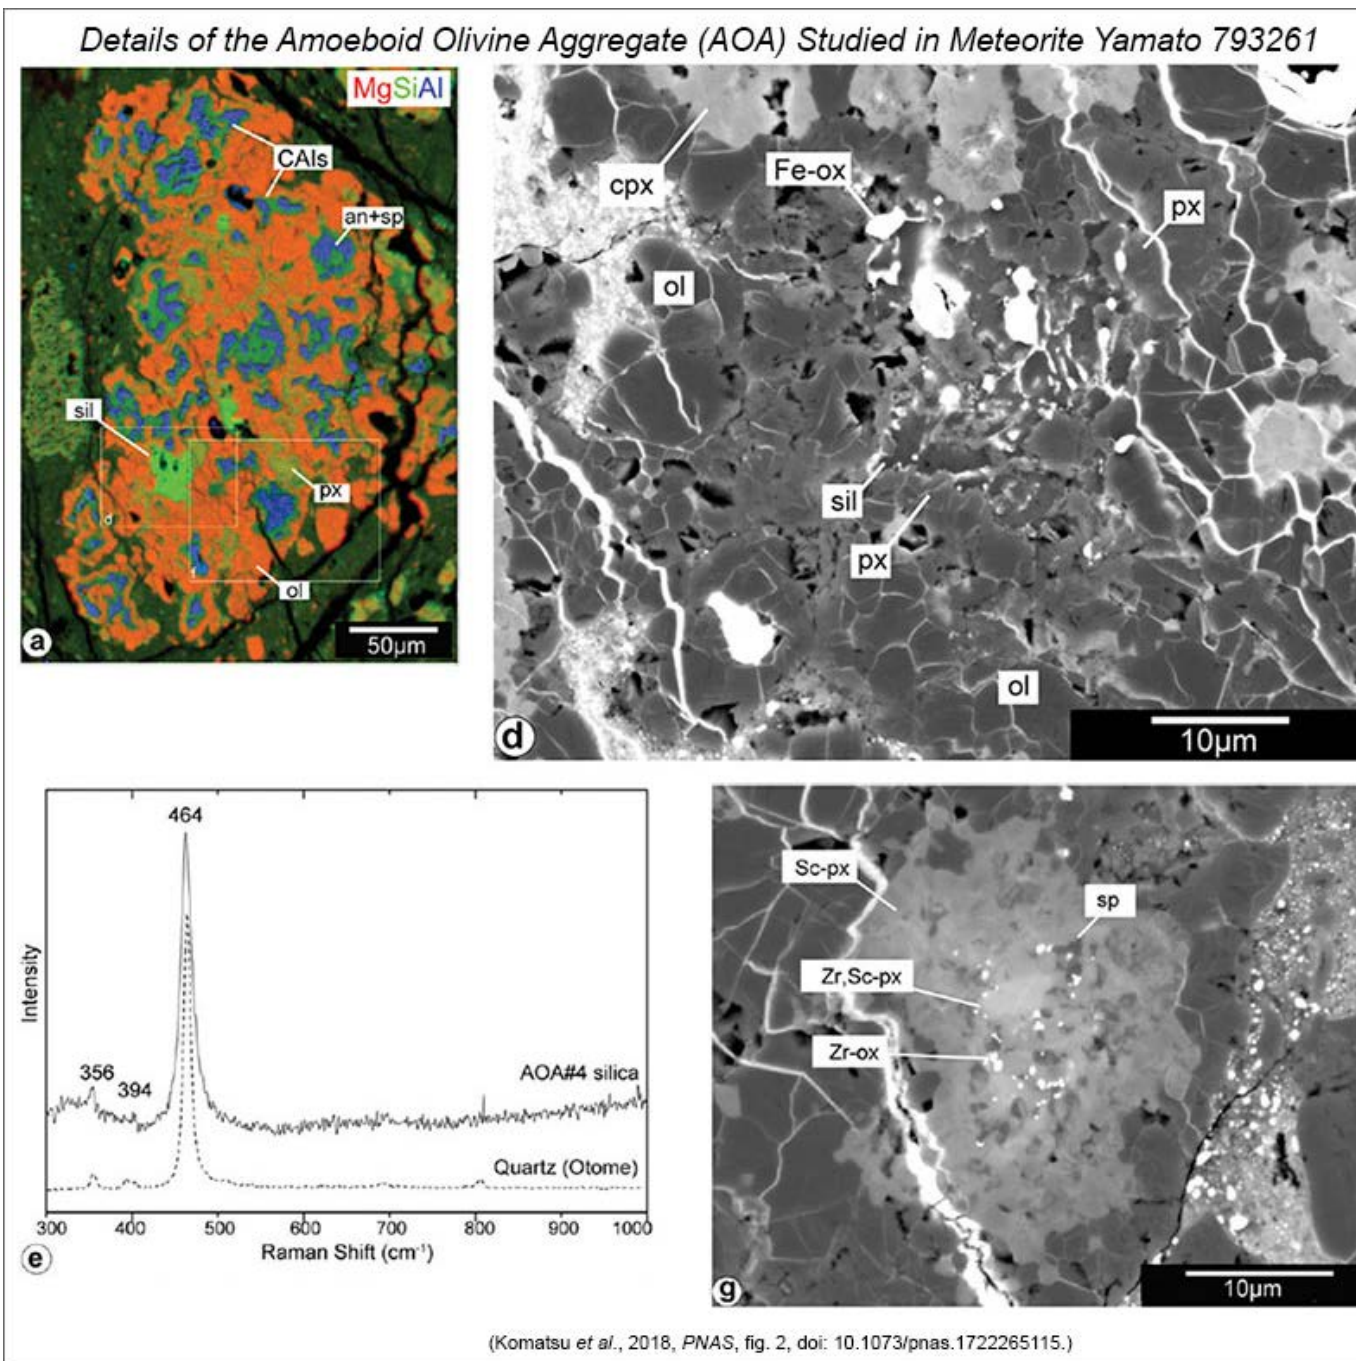 Details of the Amoeboid Olivine Aggregate (AOA) Studied in Meteorite Yamato 793261
MgSiAl
CAIs
an+sp
sil
px
d
f
ol
a
50μm
cpx
Fe-ox
px
ol
sil
px
ol
d
10μm
464
356
394
AOA#4 silica
Quartz (Otome)
Intensity
300 400 500 600 700 800 900 1000
Raman Shift (cm⁻¹)
e
Sc-px
sp
Zr,Sc-px
Zr-ox
g
10μm
(Komatsu et al., 2018, PNAS, fig. 2, doi: 10.1073/pnas.1722265115.)